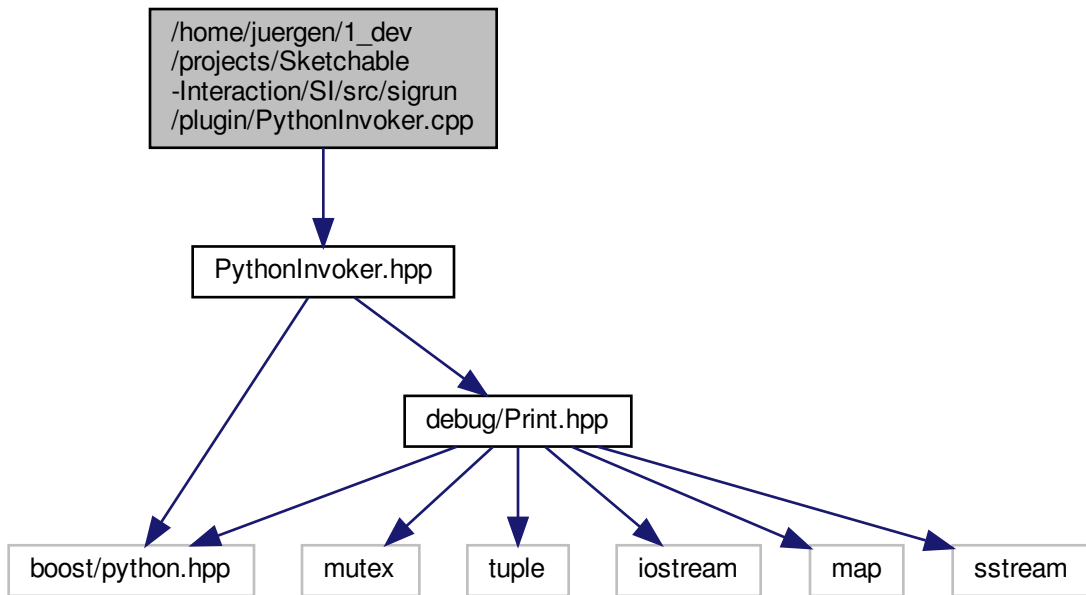 /home/juergen/1_dev
/projects/Sketchable
-Interaction/SI/src/sigrun
/plugin/PythonInvoker.cpp
PythonInvoker.hpp
debug/Print.hpp
boost/python.hpp
mutex
tuple
iostream
map
sstream